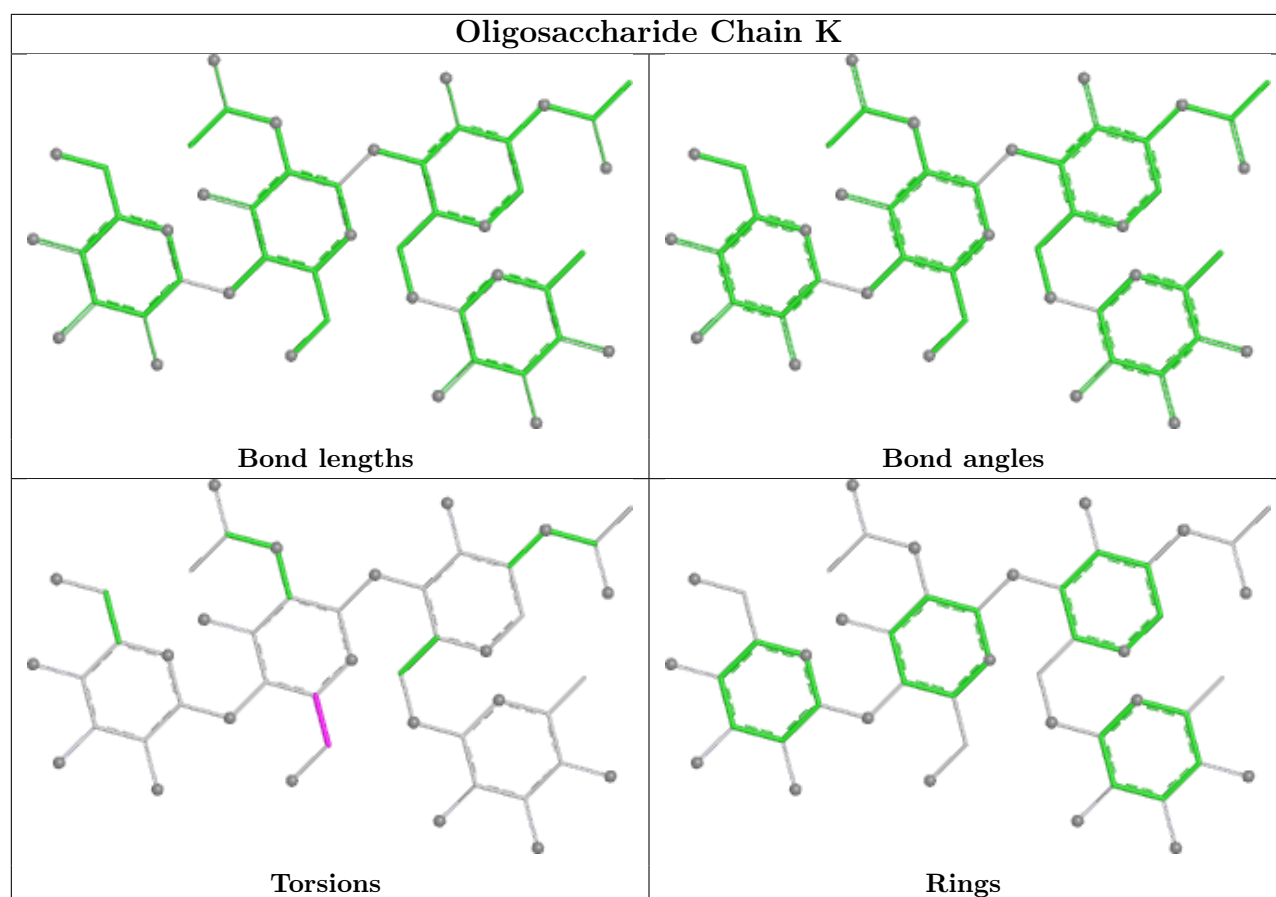 Oligosaccharide Chain K
Bond lengths
Bond angles
Torsions
Rings